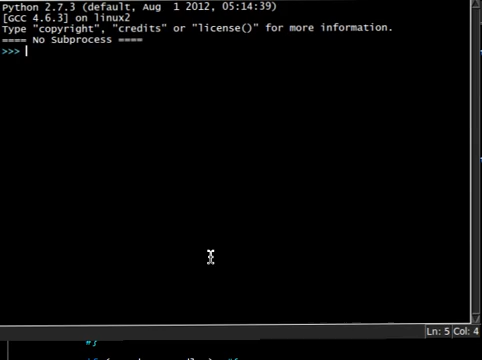 Python 2.7.3 (default, Aug  1 2012, 05:14:39)
[GCC 4.6.3] on linux2
Type "copyright", "credits" or "license()" for more information.
==== No Subprocess ====
>>>
Ln: 5 Col: 4